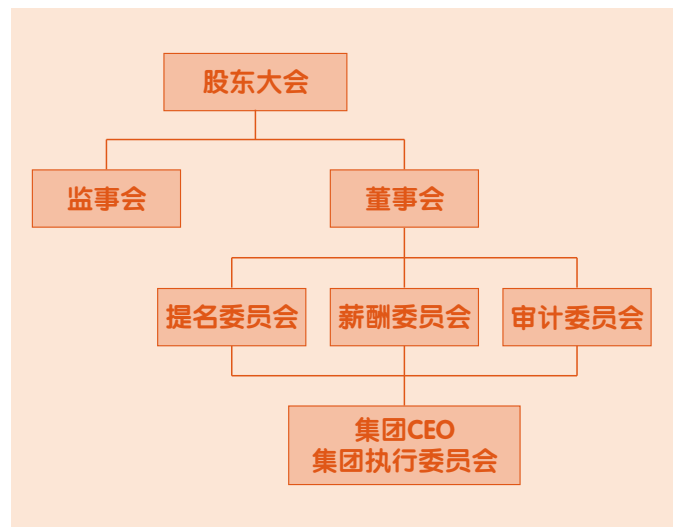 股东大会
监事会
董事会
提名委员会
薪酬委员会
审计委员会
集团CEO
集团执行委员会